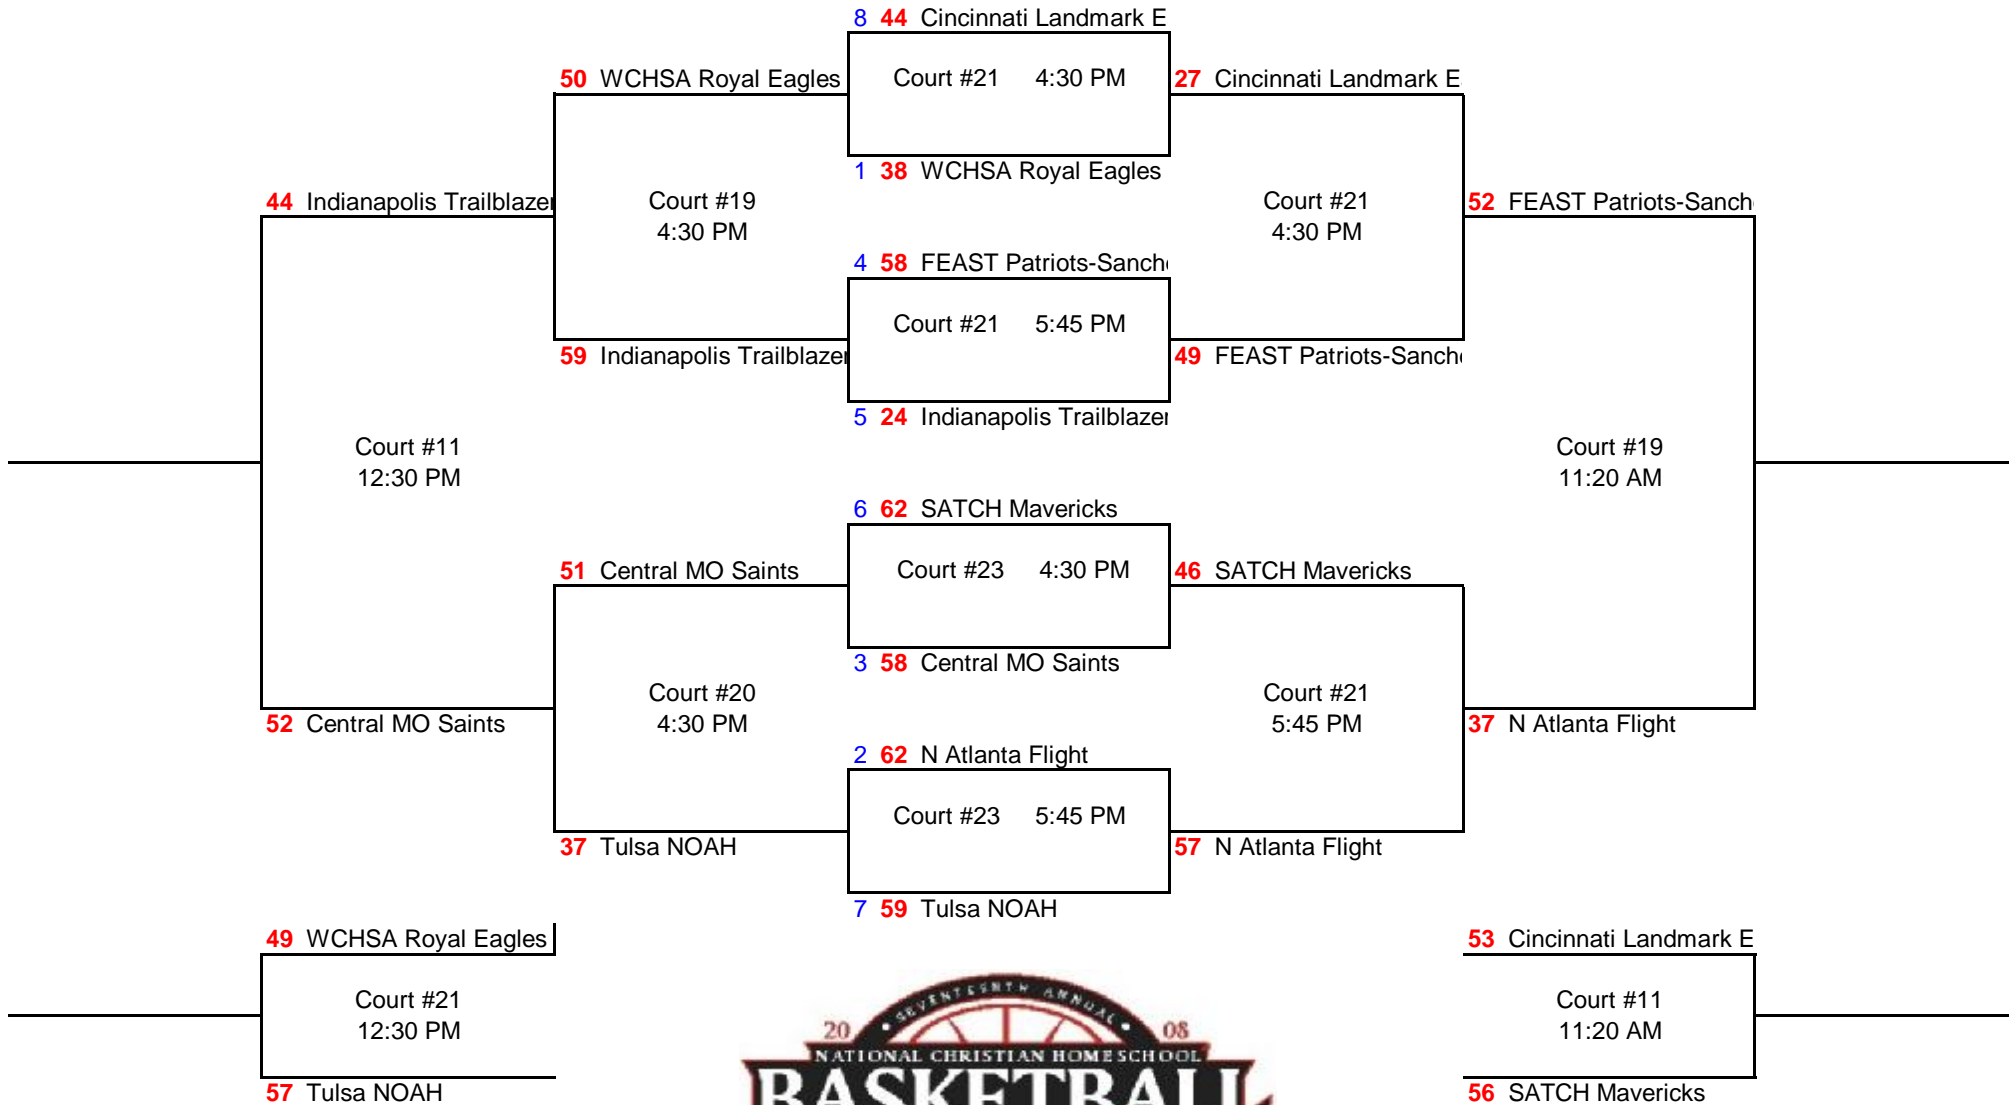 8 44 Cincinnati Landmark E
50 WCHSA Royal Eagles
Court #21 4:30 PM
27 Cincinnati Landmark E
1 38 WCHSA Royal Eagles
44 Indianapolis Trailblazer
Court #19
4:30 PM
Court #21
4:30 PM
52 FEAST Patriots-Sanch
4 58 FEAST Patriots-Sanch
Court #21 5:45 PM
59 Indianapolis Trailblazer
49 FEAST Patriots-Sanch
5 24 Indianapolis Trailblazer
Court #11
12:30 PM
Court #19
11:20 AM
6 62 SATCH Mavericks
51 Central MO Saints
Court #23 4:30 PM
46 SATCH Mavericks
3 58 Central MO Saints
52 Central MO Saints
Court #20
4:30 PM
Court #21
5:45 PM
37 N Atlanta Flight
2 62 N Atlanta Flight
Court #23 5:45 PM
37 Tulsa NOAH
57 N Atlanta Flight
7 59 Tulsa NOAH
49 WCHSA Royal Eagles
53 Cincinnati Landmark E
Court #21
12:30 PM
Court #11
11:20 AM
57 Tulsa NOAH
56 SATCH Mavericks
SEVENTEENTH ANNUAL
20 08
NATIONAL CHRISTIAN HOMESCHOOL
BASKETBALL